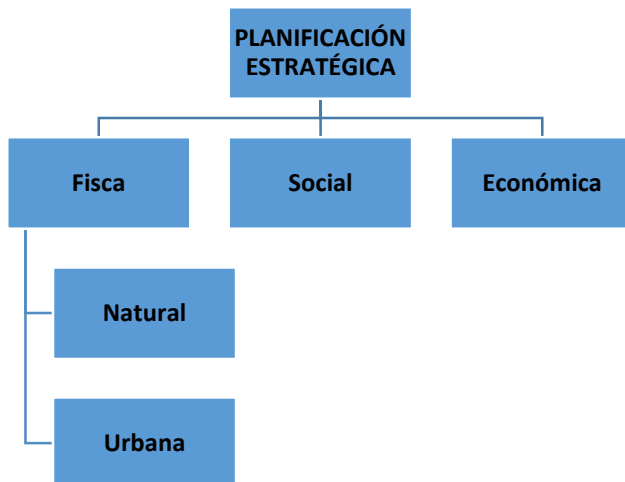 PLANIFICACIÓN
ESTRATÉGICA
Fisca
Social
Económica
Natural
Urbana